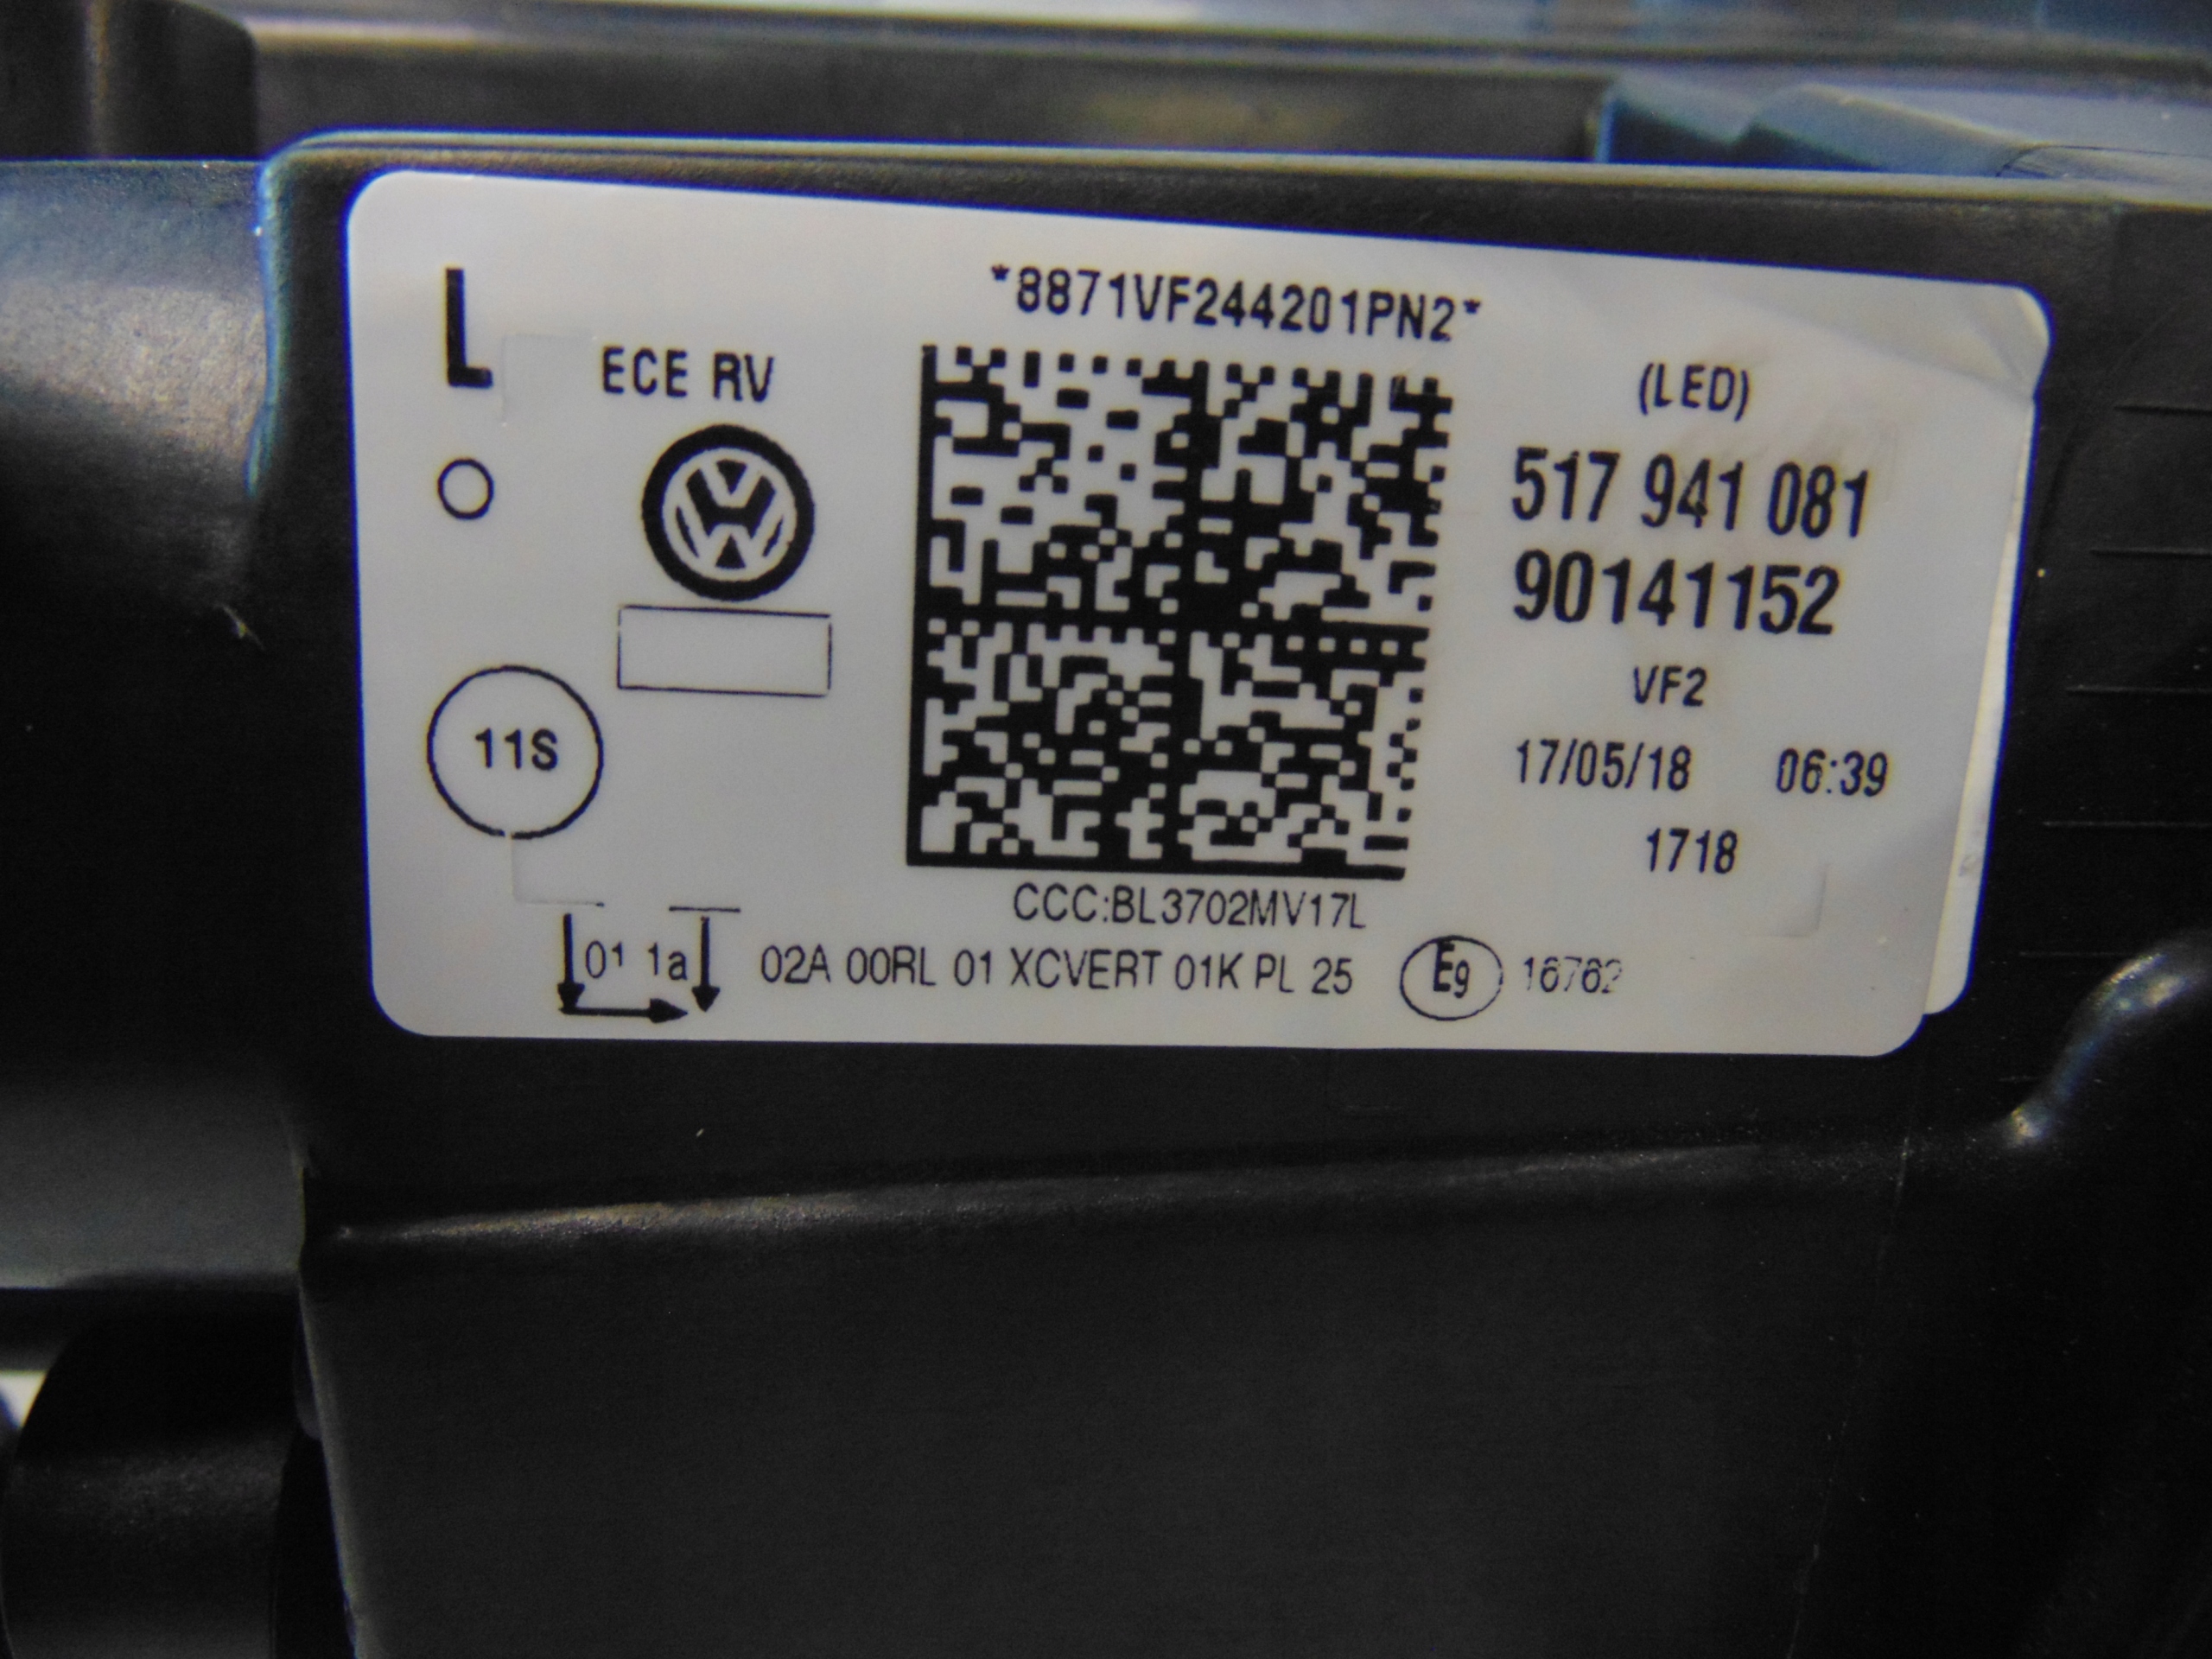 *8871VF244201PN2*
L
ECE RV
(LED)
517 941 081
90141152
VF2
11S
17/05/18 06:39
1718
CCC:BL3702MV17L
01 1a 02A 00RL 01 XCVERT 01K PL 25 E9 16762